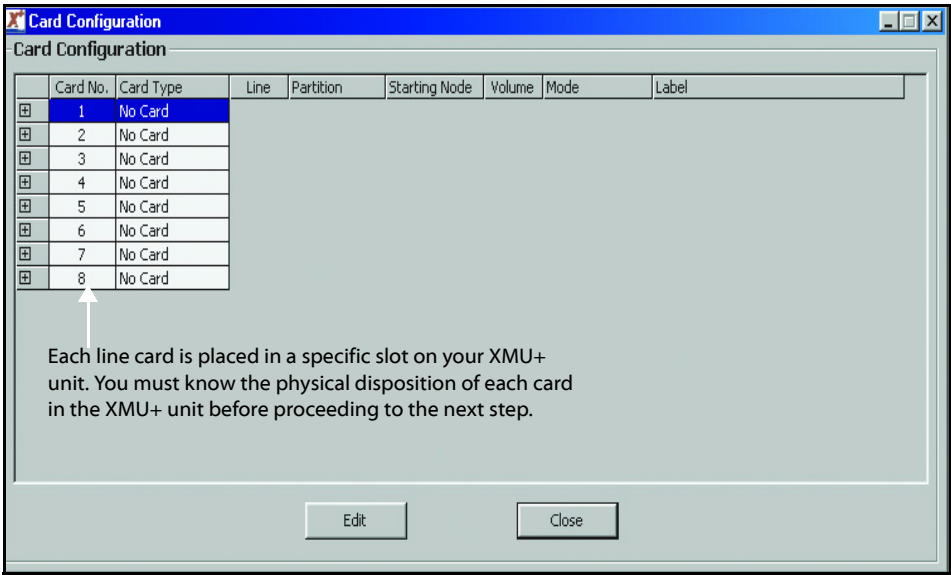 Card Configuration
Card Configuration
Card No. Card Type Line Partition Starting Node Volume Mode Label
1 No Card
2 No Card
3 No Card
4 No Card
5 No Card
6 No Card
7 No Card
8 No Card
Each line card is placed in a specific slot on your XMU+
unit. You must know the physical disposition of each card
in the XMU+ unit before proceeding to the next step.
Edit Close